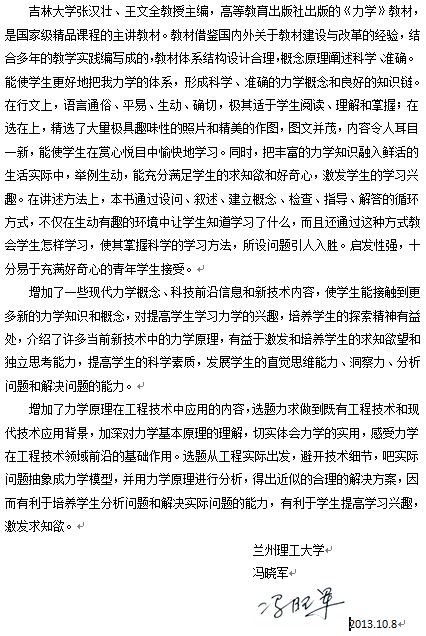 吉林大学张汉壮、王文全教授主编，高等教育出版社出版的《力学》教材，
是国家级精品课程的主讲教材。教材借鉴国内外关于教材建设与改革的经验，结
合多年的教学实践编写成的，教材体系结构设计合理，概念原理阐述科学、准确。
能使学生更好地把我力学的体系，形成科学、准确的力学概念和良好的知识链。
在行文上，语言通俗、平易、生动、确切，极其适于学生阅读、理解和掌握；在
选在上，精选了大量极具趣味性的照片和精美的作图，图文并茂，内容令人耳目
一新，能使学生在赏心悦目中愉快地学习。同时，把丰富的力学知识融入鲜活的
生活实际中，举例生动，能充分满足学生的求知欲和好奇心，激发学生的学习兴
趣。在讲述方法上，本书通过设问、叙述、建立概念、检查、指导、解答的循环
方式，不仅在生动有趣的环境中让学生知道学习了什么，而且还通过这种方式教
会学生怎样学习，使其掌握科学的学习方法，所设问题引人入胜。启发性强，十
分易于充满好奇心的青年学生接受。
增加了一些现代力学概念、科技前沿信息和新技术内容，使学生能接触到更
多新的力学知识和概念，对提高学生学习力学的兴趣，培养学生的探索精神有益
处，介绍了许多当前新技术中的力学原理，有益于激发和培养学生的求知欲望和
独立思考能力，提高学生的科学素质，发展学生的直觉思维能力、洞察力、分析
问题和解决问题的能力。
增加了力学原理在工程技术中应用的内容，选题力求做到既有工程技术和现
代技术应用背景，加深对力学基本原理的理解，切实体会力学的实用，感受力学
在工程技术领域前沿的基础作用。选题从工程实际出发，避开技术细节，吧实际
问题抽象成力学模型，并用力学原理进行分析，得出近似的合理的解决方案，因
而有利于培养学生分析问题和解决实际问题的能力，有利于学生提高学习兴趣，
激发求知欲。
兰州理工大学
冯晓军
冯旺军
2013.10.8